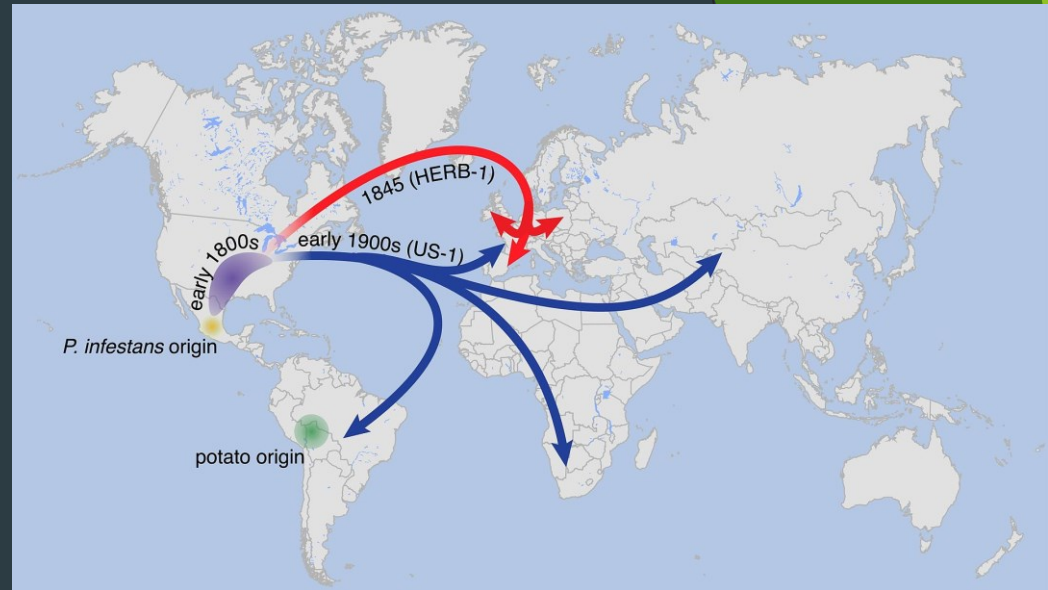 1845 (HERB-1)
early 1800s
early 1900s (US-1)
P. infestans origin
potato origin